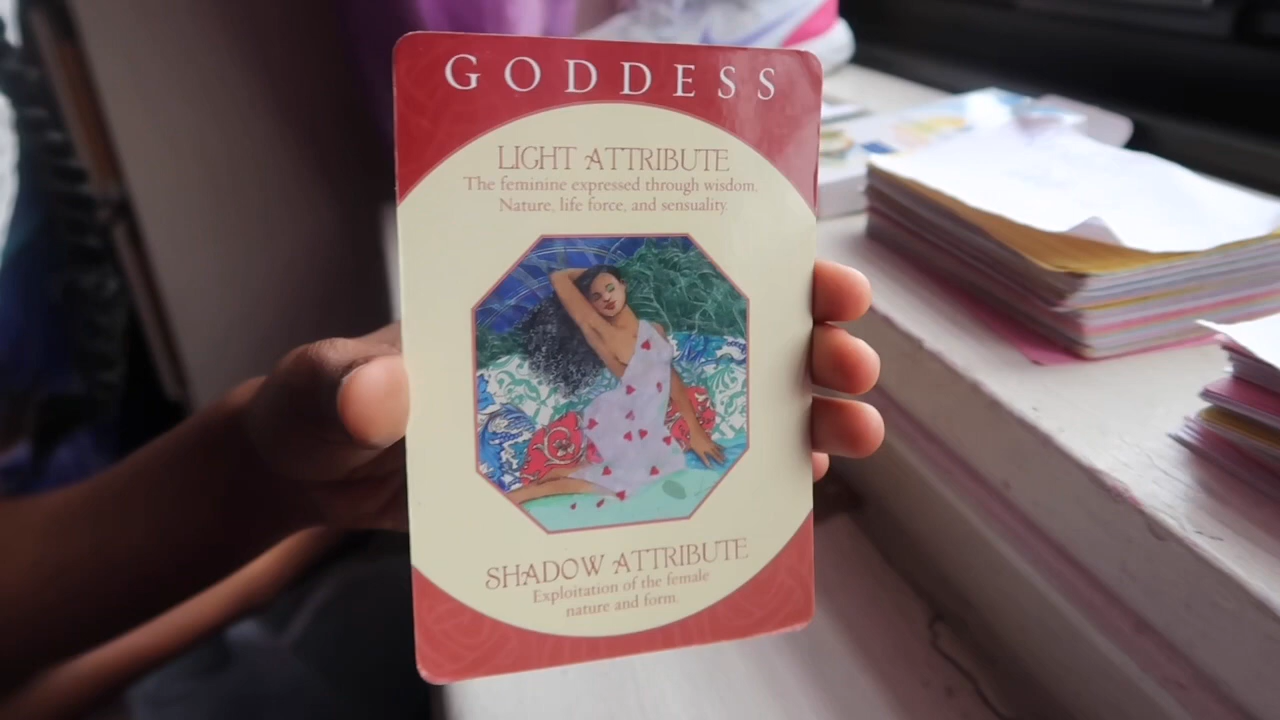 GODDESS
LIGHT ATTRIBUTE
The feminine expressed through wisdom,
Nature, life force, and sensuality.
SHADOW ATTRIBUTE
Exploitation of the female
nature and form.